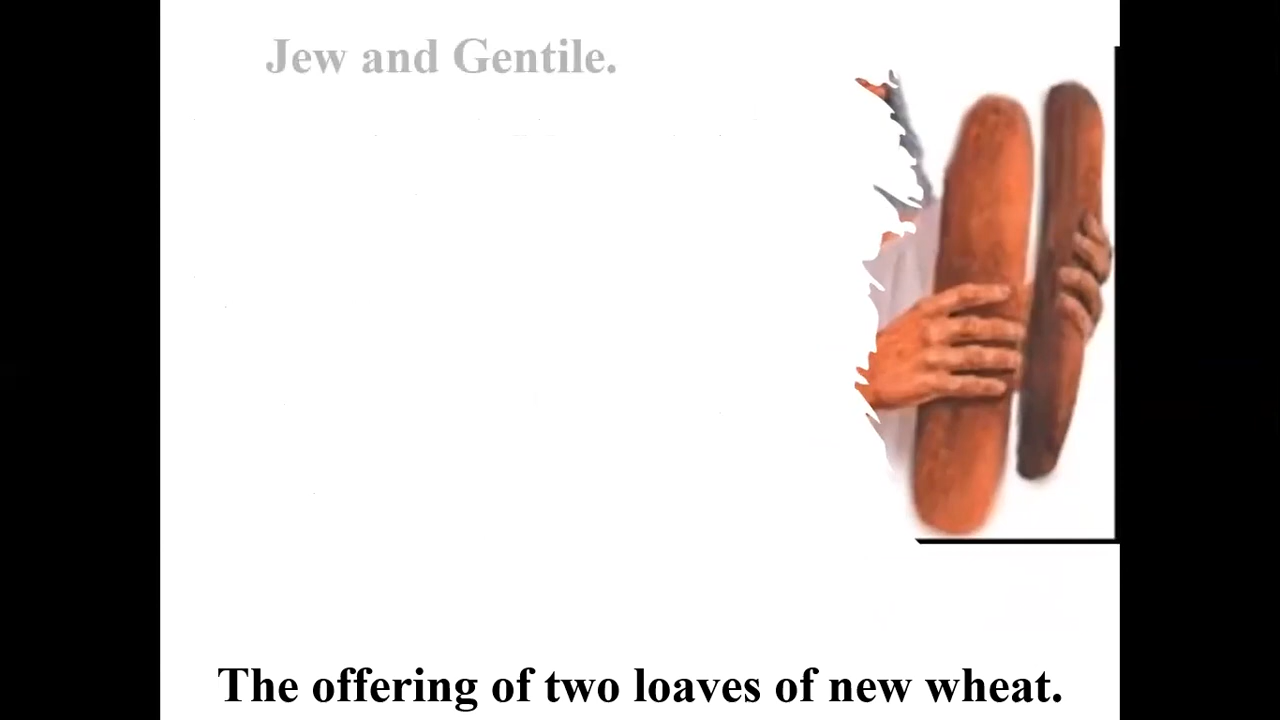 Jew and Gentile.
The offering of two loaves of new wheat.